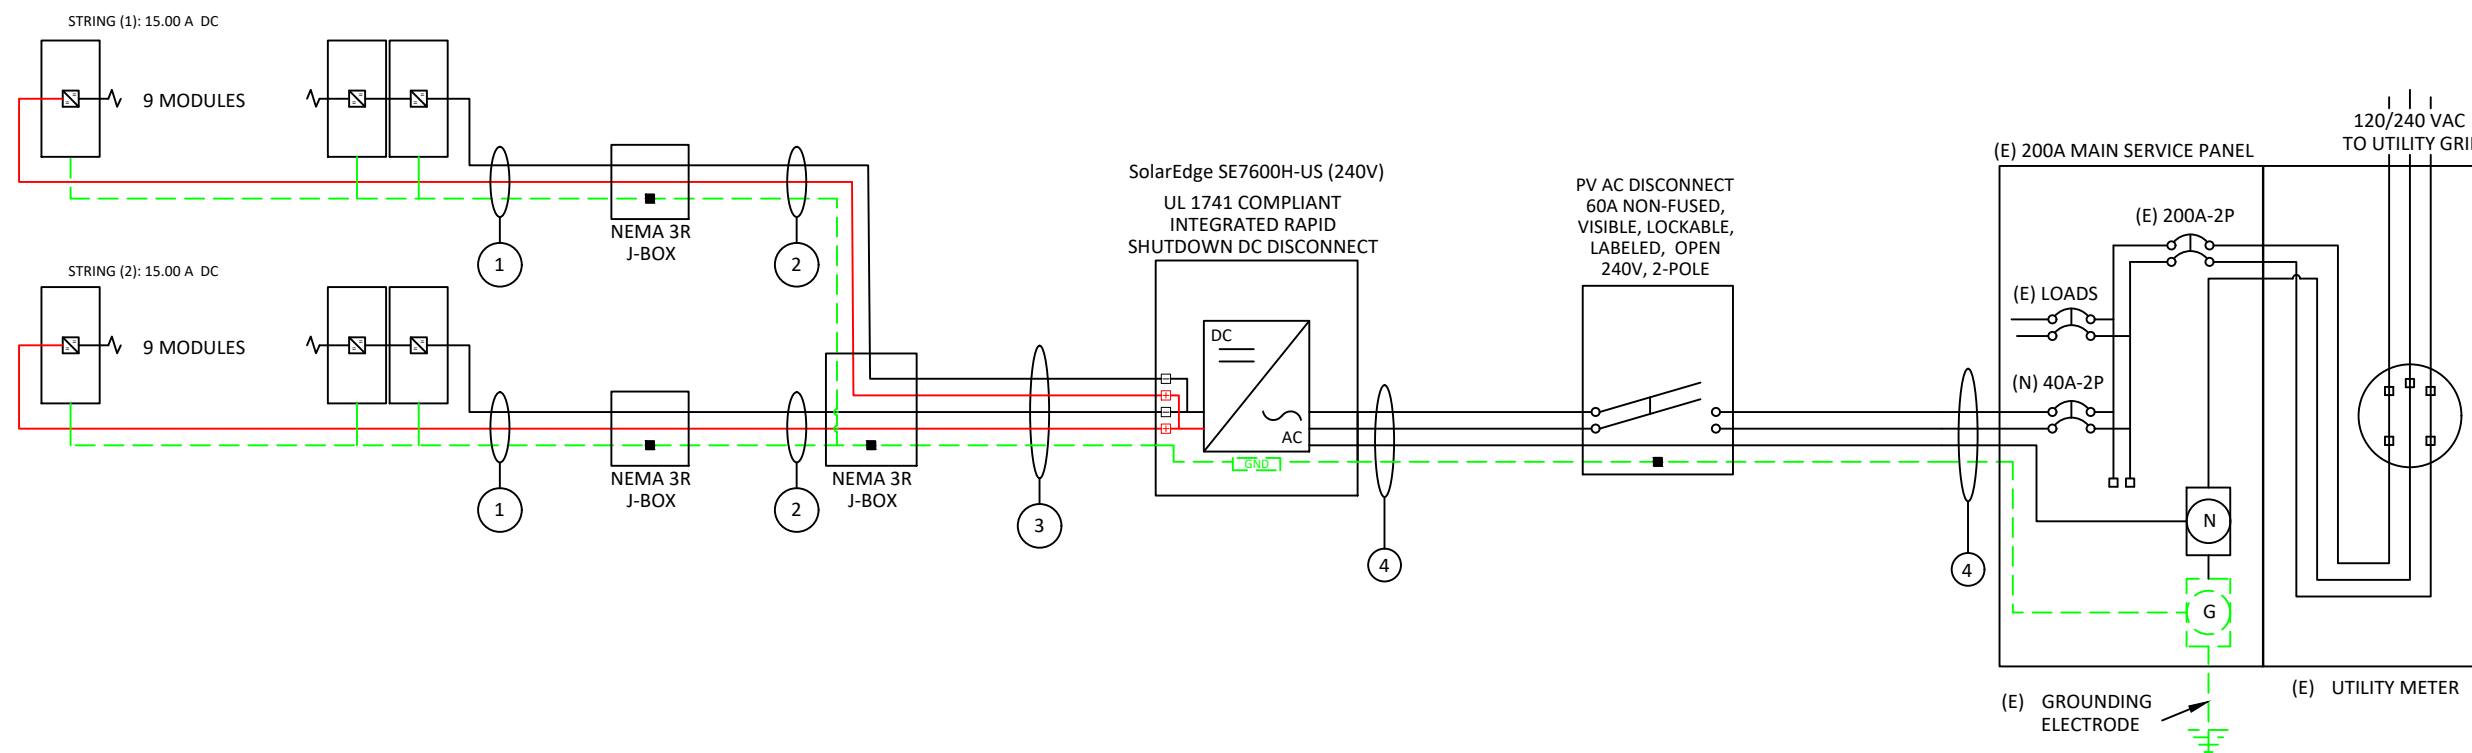 STRING (1): 15.00 A DC
9 MODULES
1
NEMA 3R
J-BOX
2
STRING (2): 15.00 A DC
9 MODULES
1
NEMA 3R
J-BOX
2
NEMA 3R
J-BOX
3
SolarEdge SE7600H-US (240V)
UL 1741 COMPLIANT
INTEGRATED RAPID
SHUTDOWN DC DISCONNECT
DC
AC
GND
4
PV AC DISCONNECT
60A NON-FUSED,
VISIBLE, LOCKABLE,
LABELED, OPEN
240V, 2-POLE
4
(E) 200A MAIN SERVICE PANEL
(E) 200A-2P
(E) LOADS
(N) 40A-2P
N
G
(E) GROUNDING
ELECTRODE
120/240 VAC
TO UTILITY GRI
(E) UTILITY METER